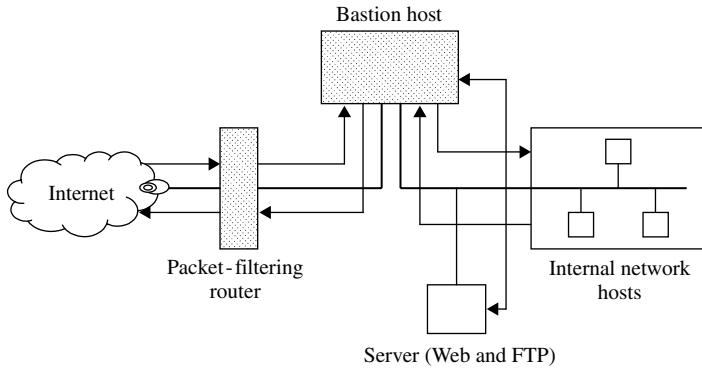 Bastion host
Internet
Packet-filtering
router
Internal network
hosts
Server (Web and FTP)